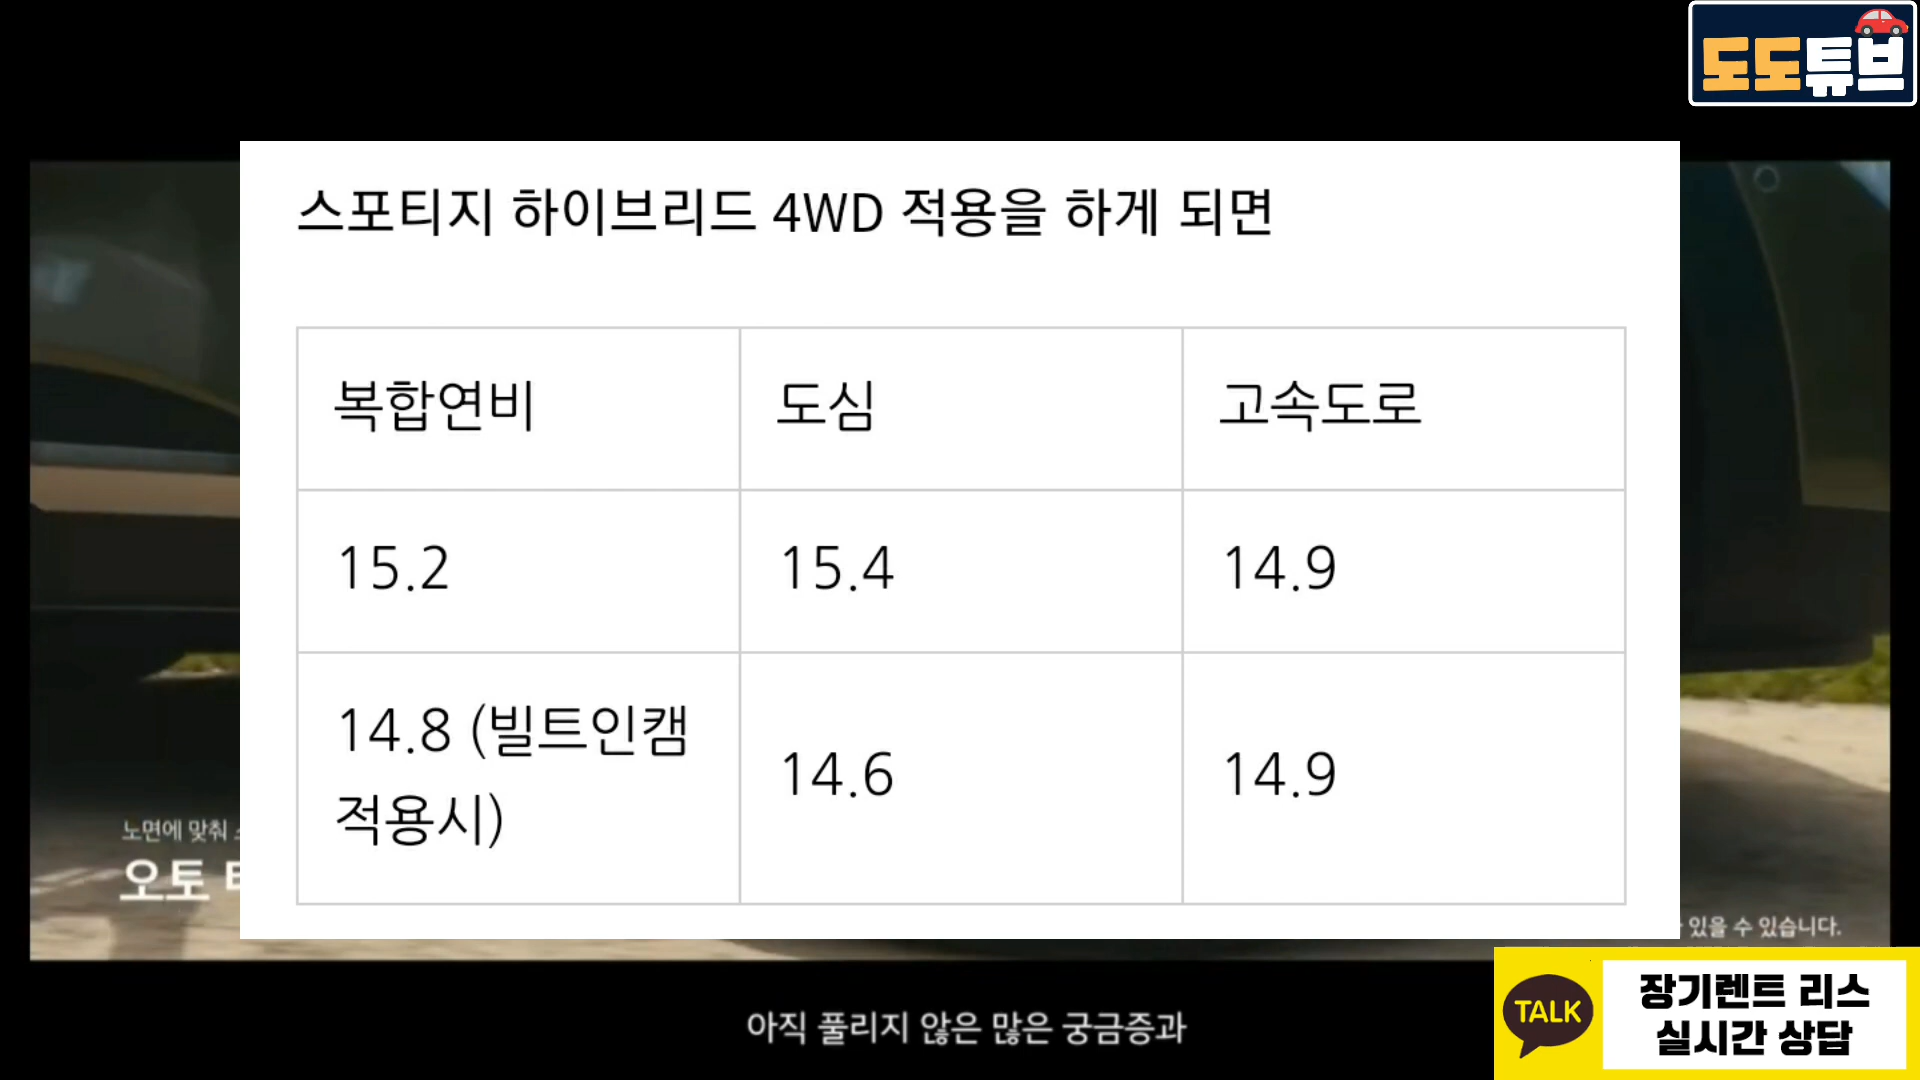 도도튜브
스포티지 하이브리드 4WD 적용을 하게 되면
복합연비 도심 고속도로
15.2 15.4 14.9
14.8 (빌트인캠 적용시) 14.6 14.9
노면에 맞춰
오토
있을 수 있습니다.
아직 풀리지 않은 많은 궁금증과
TALK
장기렌트 리스
실시간 상담